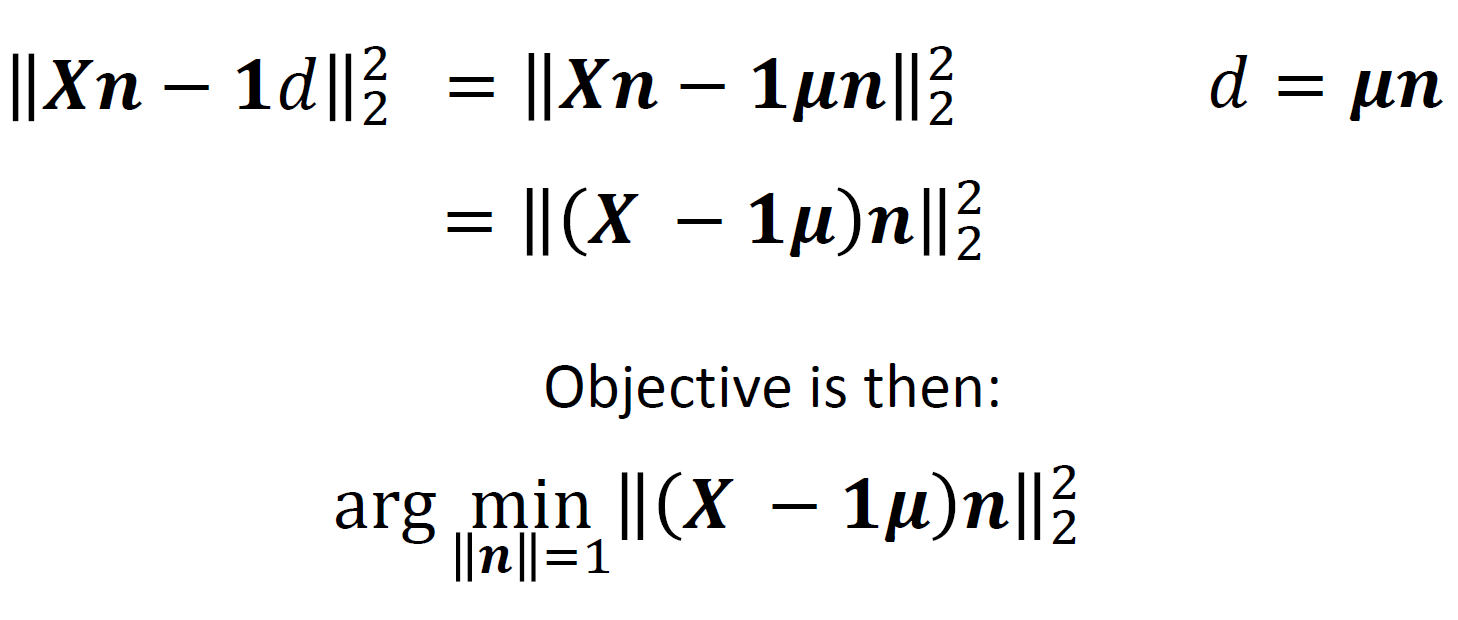 ‖Xn − 1d‖₂² = ‖Xn − 1μn‖₂² d = μn
= ‖(X − 1μ)n‖₂²
Objective is then:
arg min ‖(X − 1μ)n‖₂²
‖n‖=1